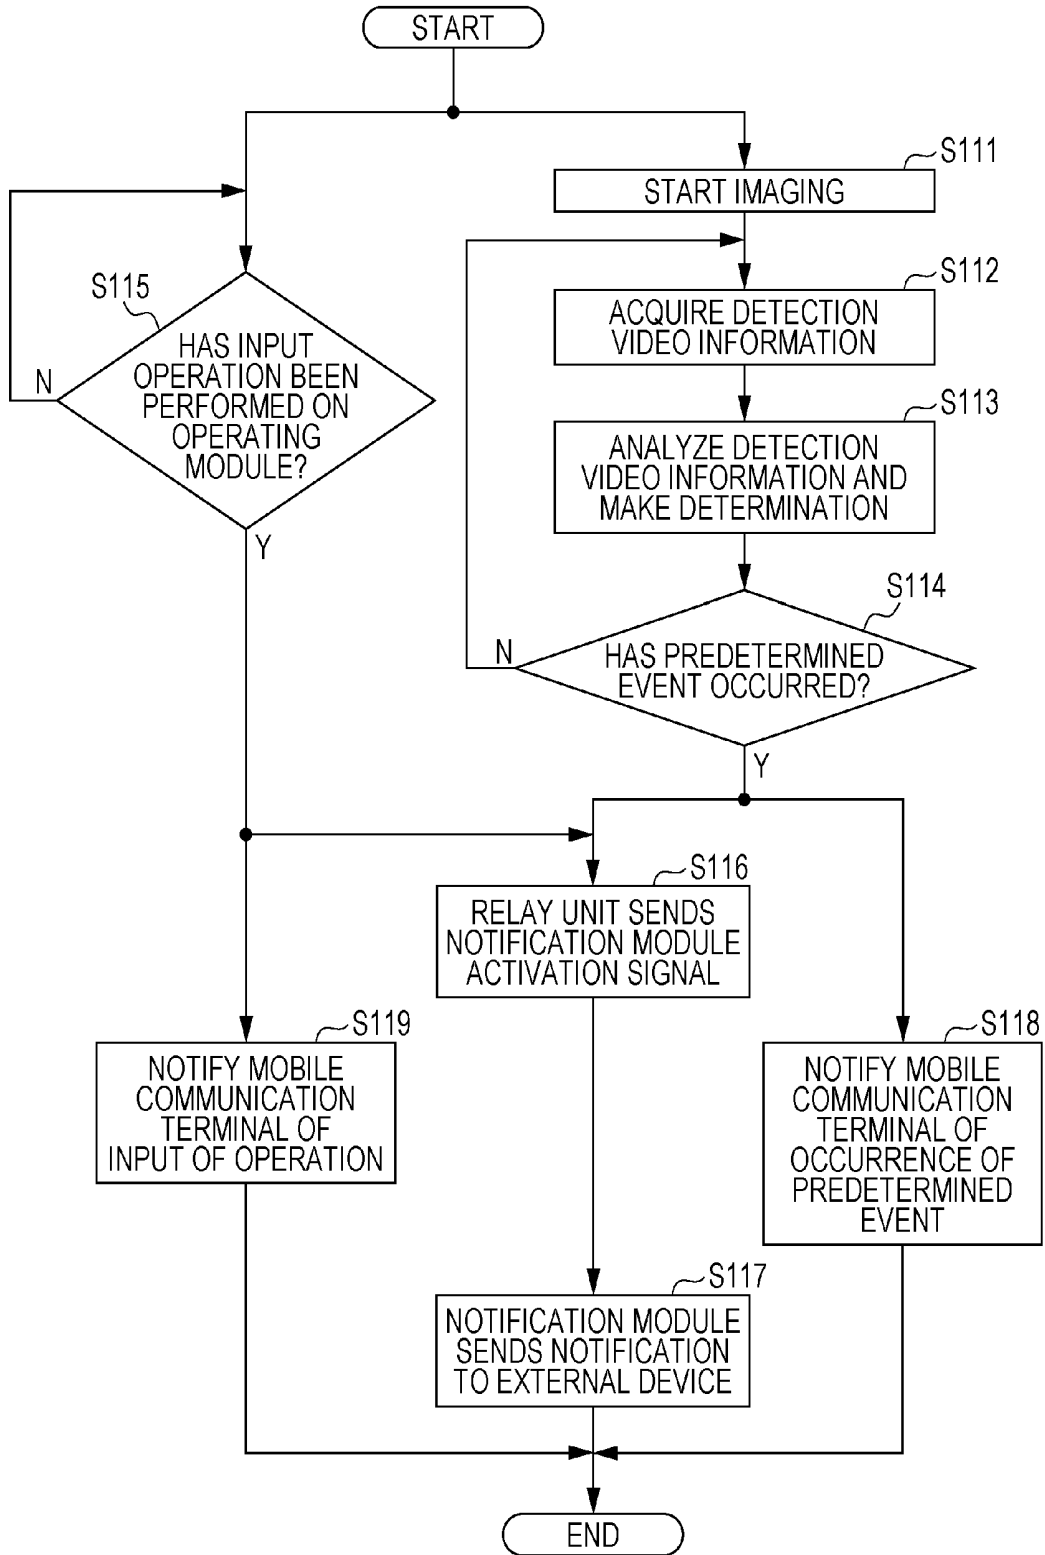 START
S111
START IMAGING
S112
ACQUIRE DETECTION
VIDEO INFORMATION
S113
ANALYZE DETECTION
VIDEO INFORMATION AND
MAKE DETERMINATION
S114
HAS PREDETERMINED
EVENT OCCURRED?
N
Y
S115
HAS INPUT
OPERATION BEEN
PERFORMED ON
OPERATING
MODULE?
N
Y
S116
RELAY UNIT SENDS
NOTIFICATION MODULE
ACTIVATION SIGNAL
S119
NOTIFY MOBILE
COMMUNICATION
TERMINAL OF
INPUT OF OPERATION
S118
NOTIFY MOBILE
COMMUNICATION
TERMINAL OF
OCCURRENCE OF
PREDETERMINED
EVENT
S117
NOTIFICATION MODULE
SENDS NOTIFICATION
TO EXTERNAL DEVICE
END